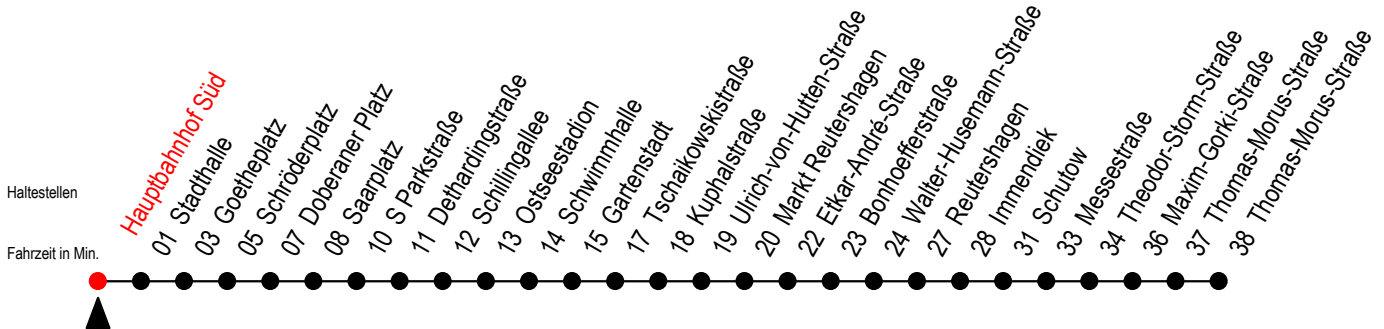 Haltestellen
Fahrzeit in Min.
Hauptbahnhof Süd
01 Stadthalle
03 Goetheplatz
05 Schröderplatz
07 Doberaner Platz
08 Saarplatz
10 S Parkstraße
11 Dethardingstraße
12 Schillingallee
13 Ostseestadion
14 Schwimmhalle
15 Gartenstadt
17 Tschaikowskistraße
18 Kuphalstraße
19 Ulrich-von-Hutten-Straße
20 Markt Reutershagen
22 Etkar-André-Straße
23 Bonhoefferstraße
24 Walter-Husemann-Straße
27 Reutershagen
28 Immendiek
31 Schutow
33 Messestraße
34 Theodor-Storm-Straße
36 Maxim-Gorki-Straße
37 Thomas-Morus-Straße
38 Thomas-Morus-Straße